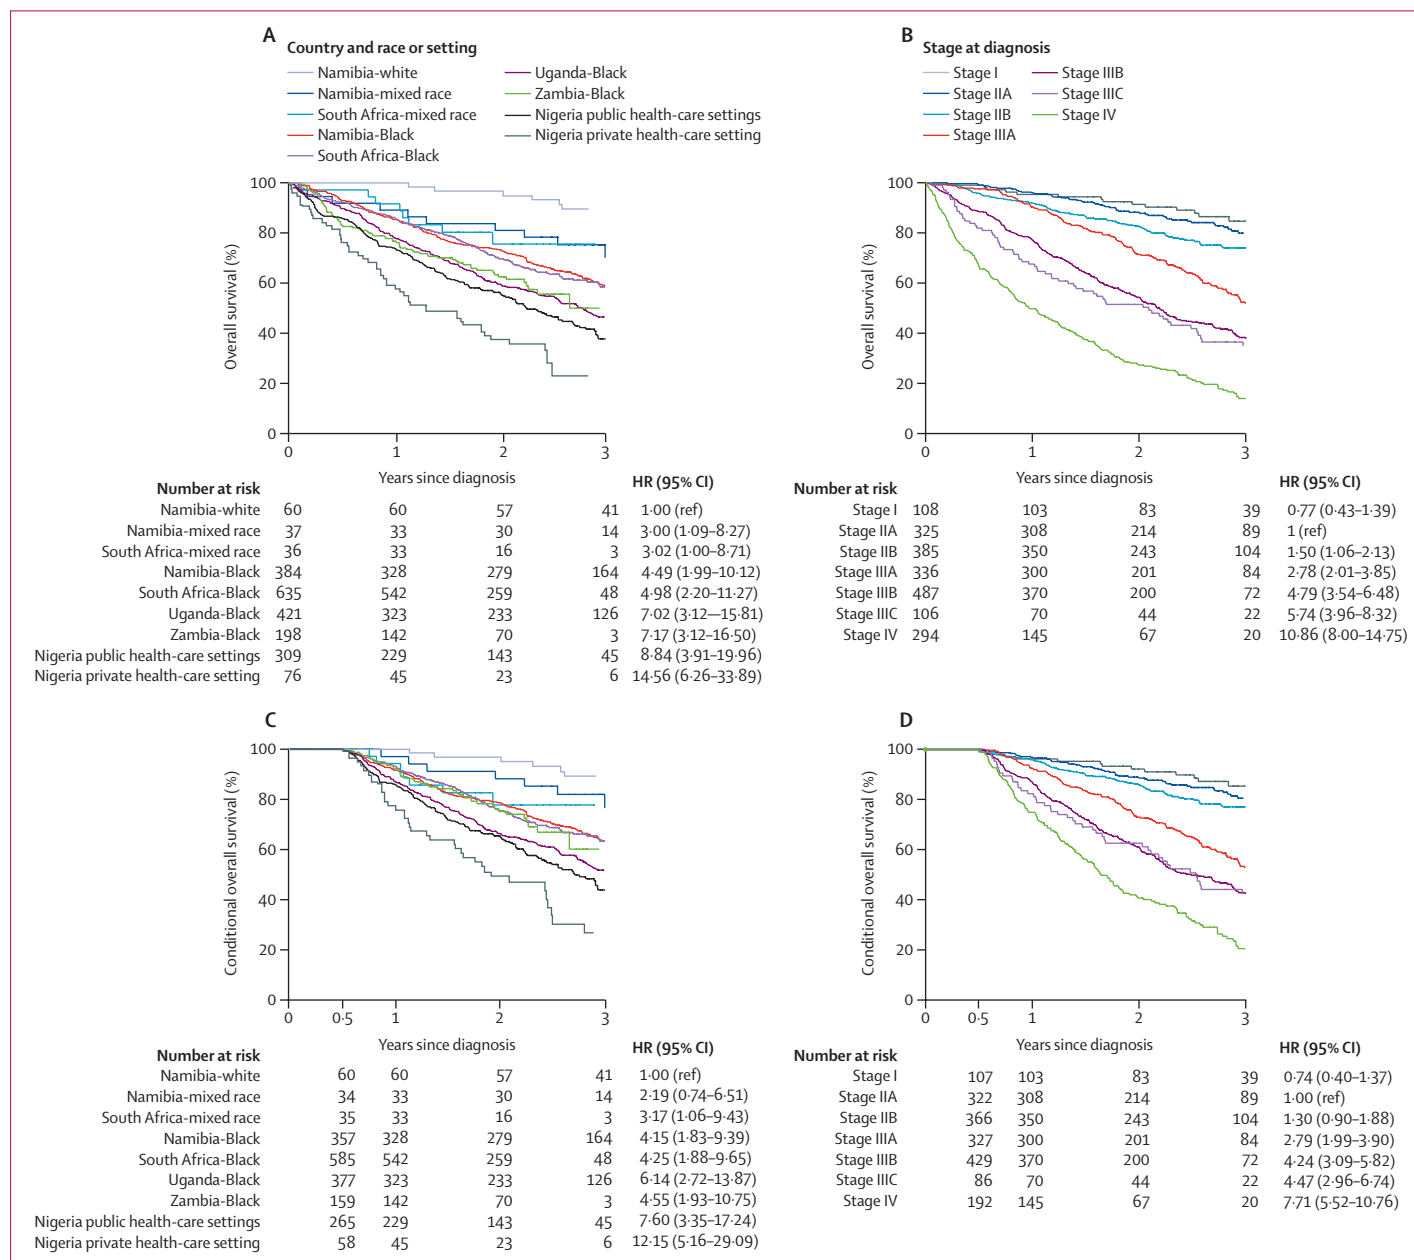 A
Country and race or setting
Namibia-white
Namibia-mixed race
South Africa-mixed race
Namibia-Black
South Africa-Black
Uganda-Black
Zambia-Black
Nigeria public health-care settings
Nigeria private health-care setting
Overall survival (%)
100
80
60
40
20
0
0 1 2 3
Years since diagnosis
Number at risk HR (95% CI)
Namibia-white 60 60 57 41 1·00 (ref)
Namibia-mixed race 37 33 30 14 3·00 (1·09–8·27)
South Africa-mixed race 36 33 16 3 3·02 (1·00–8·71)
Namibia-Black 384 328 279 164 4·49 (1·99–10·12)
South Africa-Black 635 542 259 48 4·98 (2·20–11·27)
Uganda-Black 421 323 233 126 7·02 (3·12–15·81)
Zambia-Black 198 142 70 3 7·17 (3·12–16·50)
Nigeria public health-care settings 309 229 143 45 8·84 (3·91–19·96)
Nigeria private health-care setting 76 45 23 6 14·56 (6·26–33·89)
B
Stage at diagnosis
Stage I
Stage IIA
Stage IIB
Stage IIIA
Stage IIIB
Stage IIIC
Stage IV
Overall survival (%)
100
80
60
40
20
0
0 1 2 3
Years since diagnosis
Number at risk HR (95% CI)
Stage I 108 103 83 39 0·77 (0·43–1·39)
Stage IIA 325 308 214 89 1 (ref)
Stage IIB 385 350 243 104 1·50 (1·06–2·13)
Stage IIIA 336 300 201 84 2·78 (2·01–3·85)
Stage IIIB 487 370 200 72 4·79 (3·54–6·48)
Stage IIIC 106 70 44 22 5·74 (3·96–8·32)
Stage IV 294 145 67 20 10·86 (8·00–14·75)
C
Conditional overall survival (%)
100
80
60
40
20
0
0 0·5 1 2 3
Years since diagnosis
Number at risk HR (95% CI)
Namibia-white 60 60 57 41 1·00 (ref)
Namibia-mixed race 34 33 30 14 2·19 (0·74–6·51)
South Africa-mixed race 35 33 16 3 3·17 (1·06–9·43)
Namibia-Black 357 328 279 164 4·15 (1·83–9·39)
South Africa-Black 585 542 259 48 4·25 (1·88–9·65)
Uganda-Black 377 323 233 126 6·14 (2·72–13·87)
Zambia-Black 159 142 70 3 4·55 (1·93–10·75)
Nigeria public health-care settings 265 229 143 45 7·60 (3·35–17·24)
Nigeria private health-care setting 58 45 23 6 12·15 (5·16–29·09)
D
Conditional overall survival (%)
100
80
60
40
20
0
0 0·5 1 2 3
Years since diagnosis
Number at risk HR (95% CI)
Stage I 107 103 83 39 0·74 (0·40–1·37)
Stage IIA 322 308 214 89 1·00 (ref)
Stage IIB 366 350 243 104 1·30 (0·90–1·88)
Stage IIIA 327 300 201 84 2·79 (1·99–3·90)
Stage IIIB 429 370 200 72 4·24 (3·09–5·82)
Stage IIIC 86 70 44 22 4·47 (2·96–6·74)
Stage IV 192 145 67 20 7·71 (5·52–10·76)